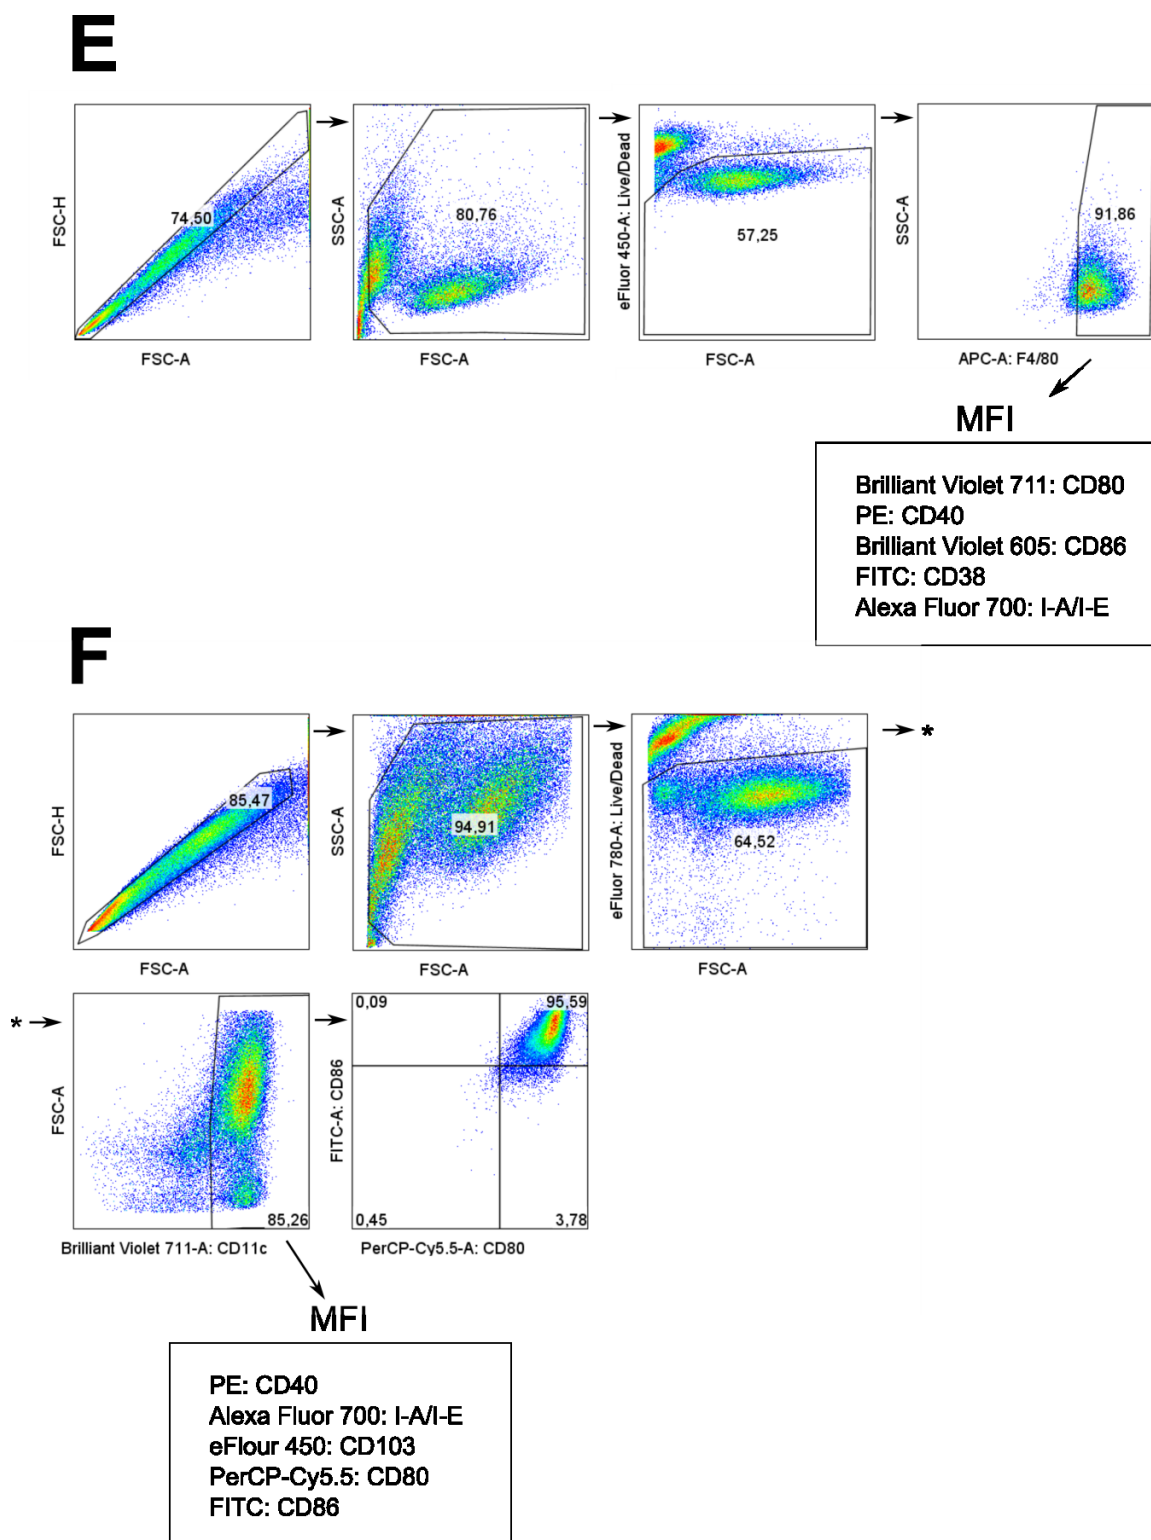 E
FSC-H
74,50
FSC-A
SSC-A
80,76
FSC-A
eFluor 450-A: Live/Dead
57,25
FSC-A
SSC-A
91,86
APC-A: F4/80
MFI
Brilliant Violet 711: CD80
PE: CD40
Brilliant Violet 605: CD86
FITC: CD38
Alexa Fluor 700: I-A/I-E
F
FSC-H
85,47
FSC-A
SSC-A
94,91
FSC-A
eFluor 780-A: Live/Dead
64,52
FSC-A
*
*
FSC-A
85,26
Brilliant Violet 711-A: CD11c
FITC-A: CD86
0,09
95,59
0,45
3,78
PerCP-Cy5.5-A: CD80
MFI
PE: CD40
Alexa Fluor 700: I-A/I-E
eFlour 450: CD103
PerCP-Cy5.5: CD80
FITC: CD86